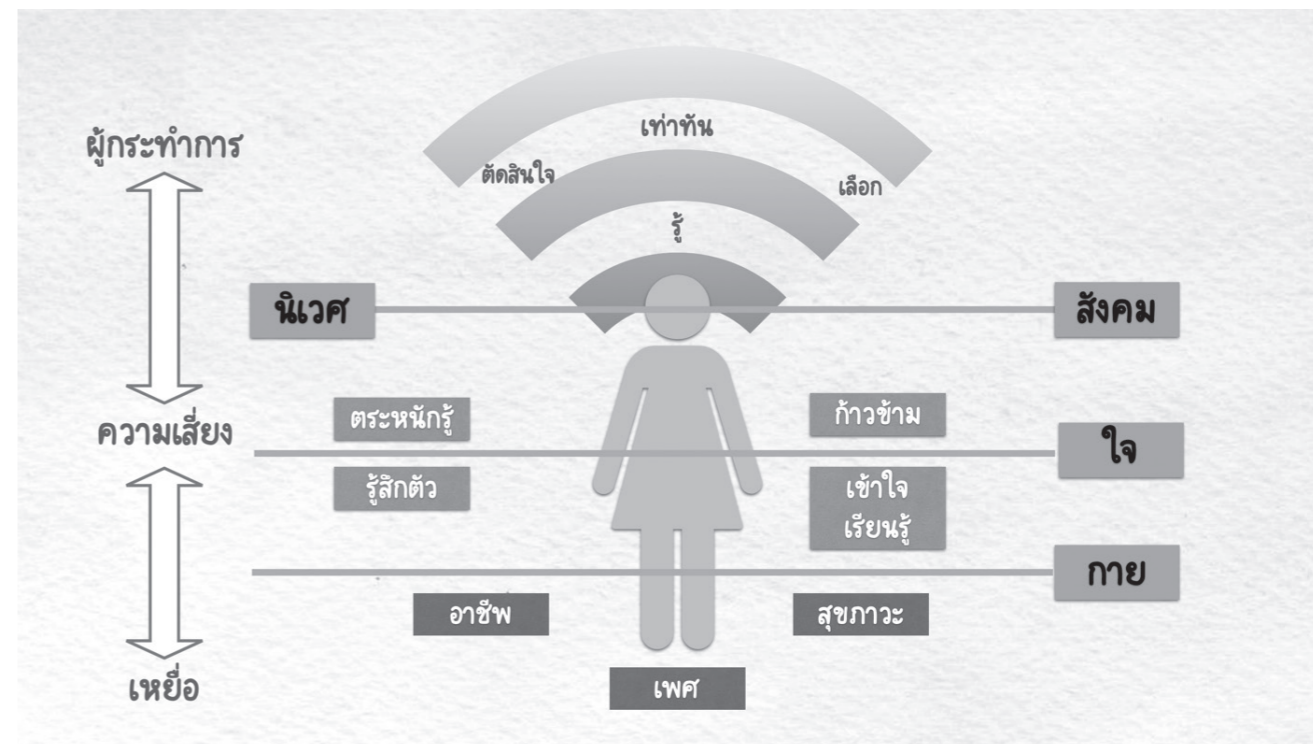 เท่าทัน
ผู้กระทำการ
ตัดสินใจ
เลือก
รู้
นิเวศ
สังคม
ตระหนักรู้
ก้าวข้าม
ความเสี่ยง
ใจ
รู้สึกตัว
เข้าใจ
เรียนรู้
กาย
อาชีพ
สุขภาวะ
เหยื่อ
เพศ